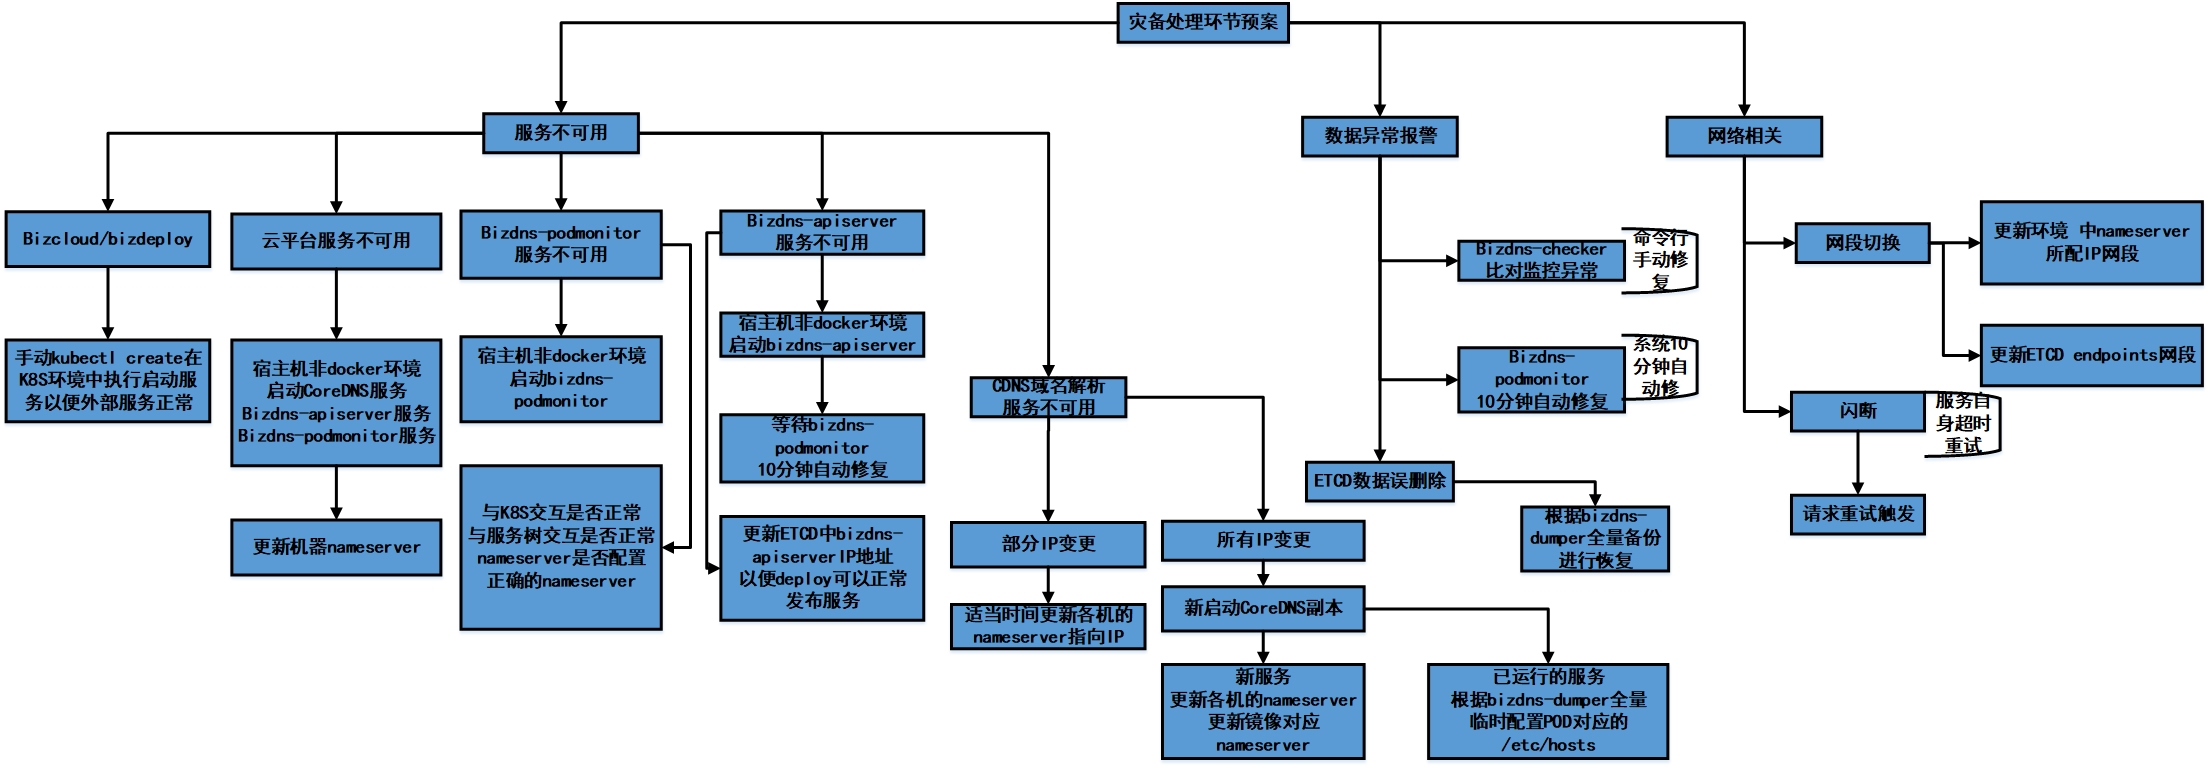 灾备处理环节预案
服务不可用
数据异常报警
网络相关
Bizcloud/bizdeploy
云平台服务不可用
Bizdns-podmonitor
服务不可用
Bizdns-apiserver
服务不可用
Bizdns-checker
比对监控异常
命令行
手动修
复
网段切换
更新环境 中nameserver
所配IP网段
手动kubectl create在
K8S环境中执行启动服
务以便外部服务正常
宿主机非docker环境
启动CoreDNS服务
Bizdns-apiserver服务
Bizdns-podmonitor服务
宿主机非docker环境
启动bizdns-
podmonitor
宿主机非docker环境
启动bizdns-apiserver
CDNS域名解析
服务不可用
Bizdns-
podmonitor
10分钟自动修复
系统10
分钟自
动修
更新ETCD endpoints网段
闪断
服务自
身超时
重试
等待bizdns-
podmonitor
10分钟自动修复
ETCD数据误删除
更新机器nameserver
与K8S交互是否正常
与服务树交互是否正常
nameserver是否配置
正确的nameserver
更新ETCD中bizdns-
apiserverIP地址
以便deploy可以正常
发布服务
部分IP变更
所有IP变更
根据bizdns-
dumper全量备份
进行恢复
请求重试触发
适当时间更新各机的
nameserver指向IP
新启动CoreDNS副本
新服务
更新各机的nameserver
更新镜像对应
nameserver
已运行的服务
根据bizdns-dumper全量
临时配置POD对应的
/etc/hosts